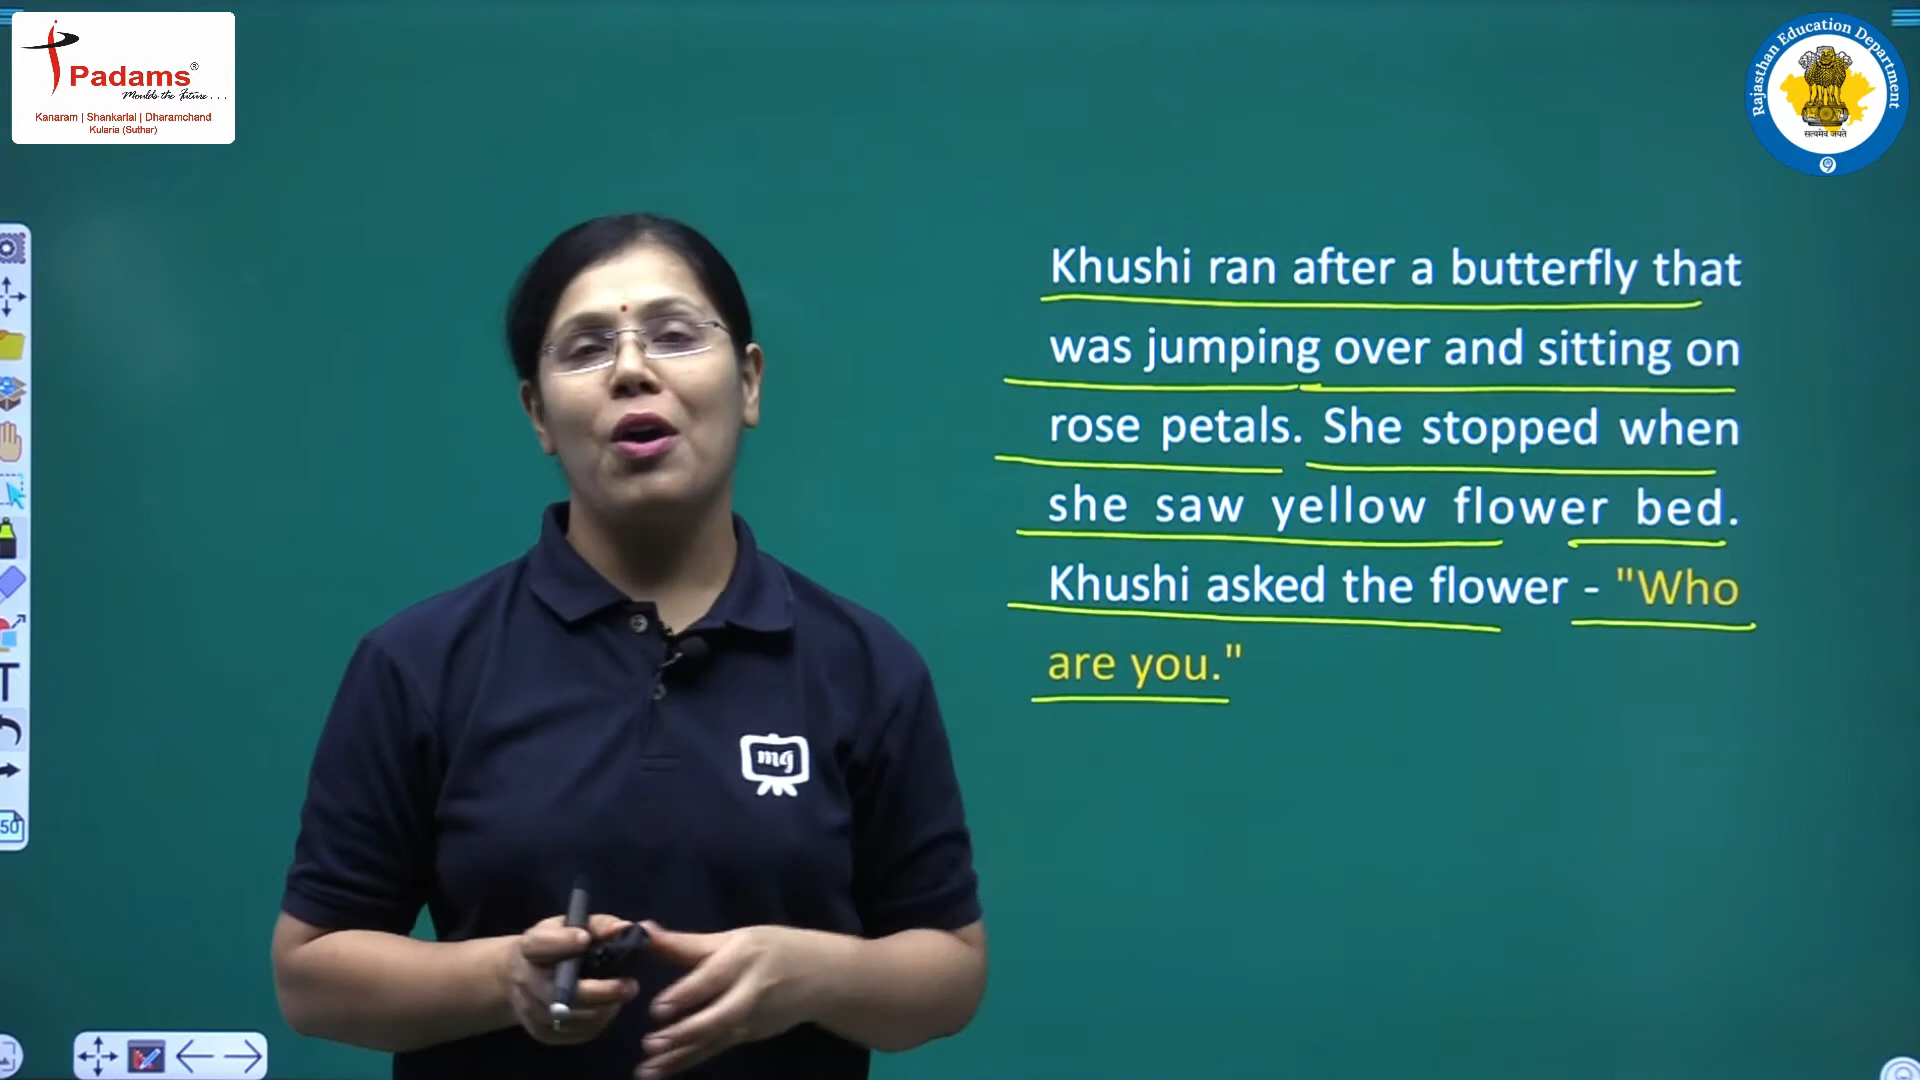 Padams®
Moulds the Future...
Kanaram | Shankarlal | Dharamchand
Kularia (Suthar)
Rajasthan Education Department
सत्यमेव जयते
Khushi ran after a butterfly that
was jumping over and sitting on
rose petals. She stopped when
she saw yellow flower bed.
Khushi asked the flower - "Who
are you."
mg
T
50